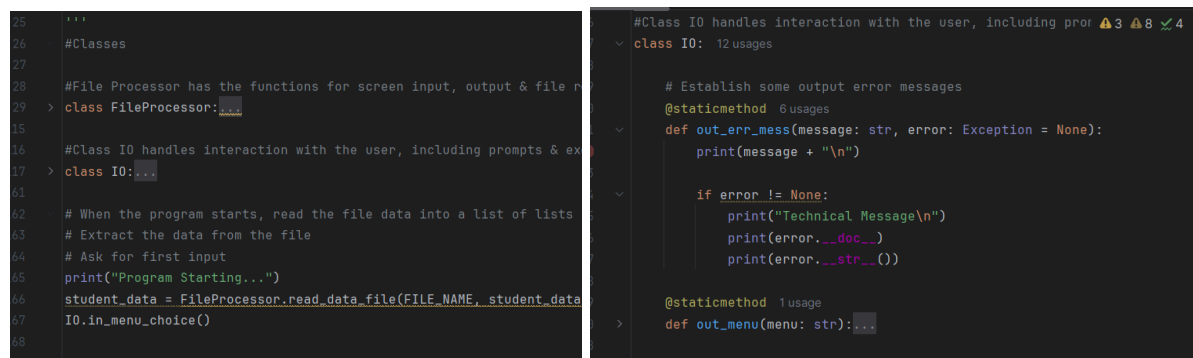 25 '''
26 #Classes
27
28 #File Processor has the functions for screen input, output & file
29 class FileProcessor:...
15
16 #Class IO handles interaction with the user, including prompts &
17 class IO:...
61
62 # When the program starts, read the file data into a list of lists
63 # Extract the data from the file
64 # Ask for first input
65 print("Program Starting...")
66 student_data = FileProcessor.read_data_file(FILE_NAME, student_data
67 IO.in_menu_choice()
68
#Class IO handles interaction with the user, including 3 8 4
class IO: 12 usages
# Establish some output error messages
@staticmethod 6 usages
def out_err_mess(message: str, error: Exception = None):
print(message + "\n")
if error != None:
print("Technical Message\n")
print(error.__doc__)
print(error.__str__())
@staticmethod 1 usage
def out_menu(menu: str):...